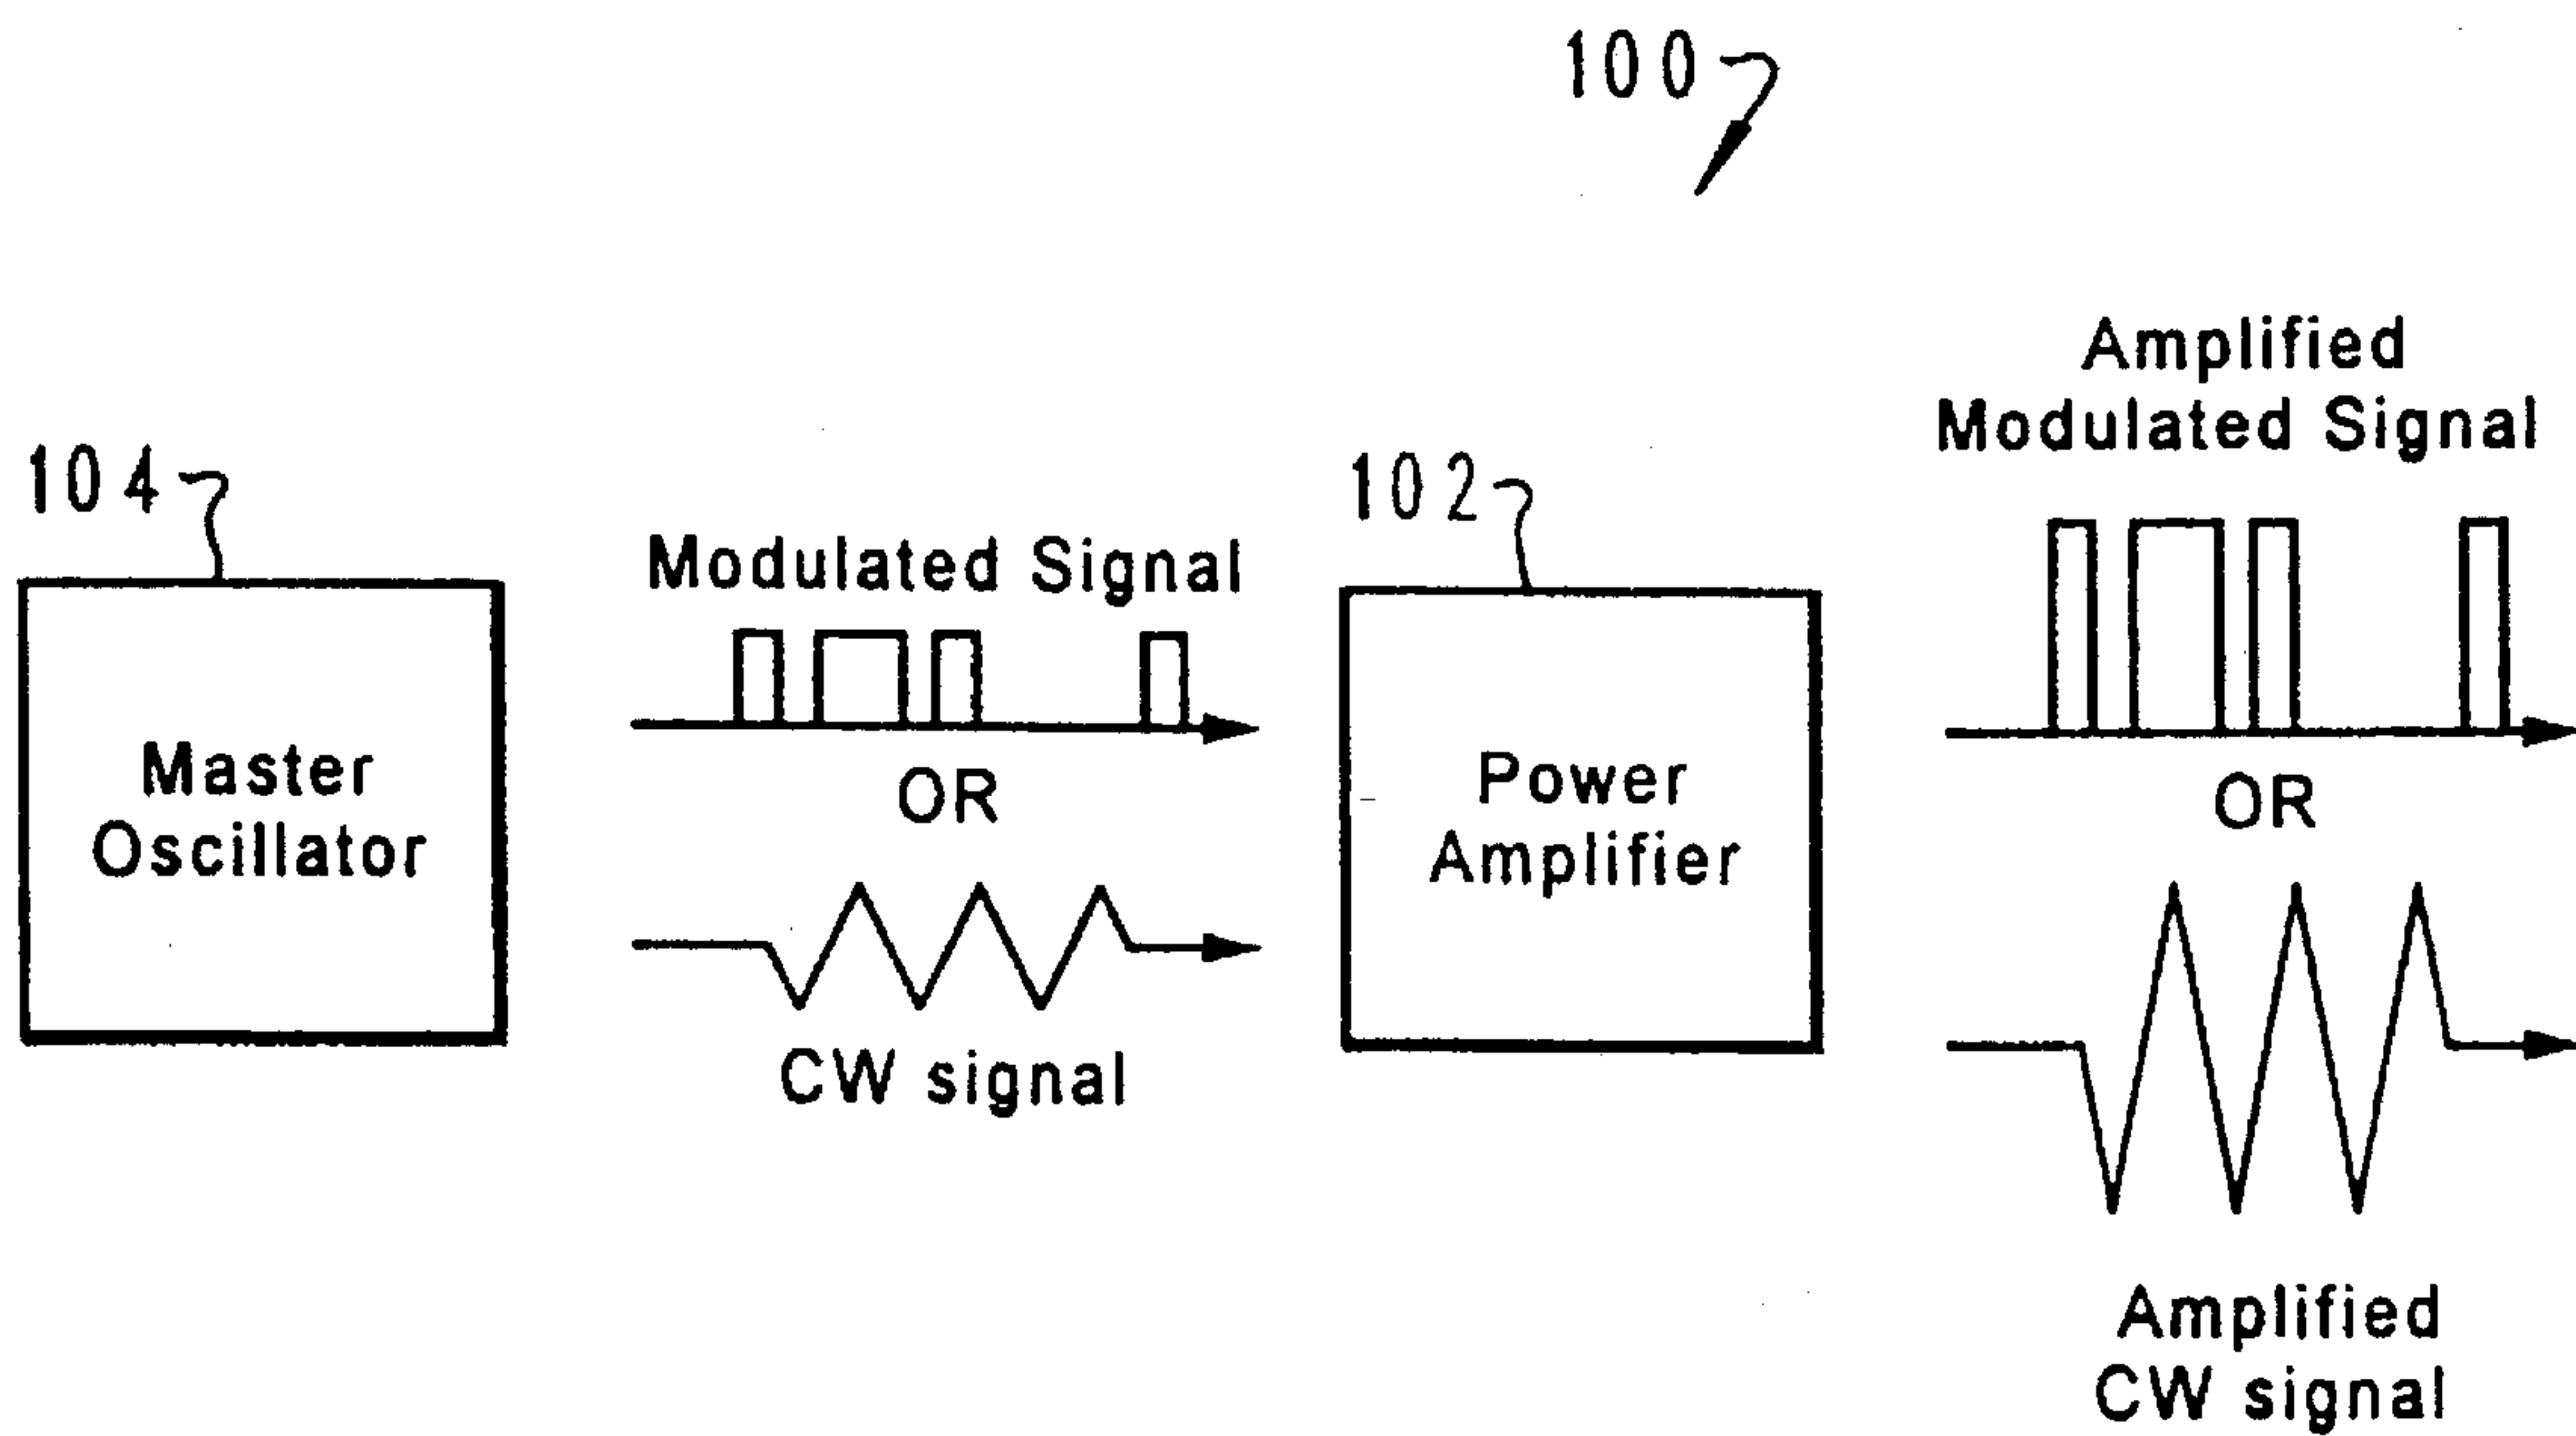 100
104
Master
Oscillator
Modulated Signal
OR
CW signal
102
Power
Amplifier
Amplified
Modulated Signal
OR
Amplified
CW signal